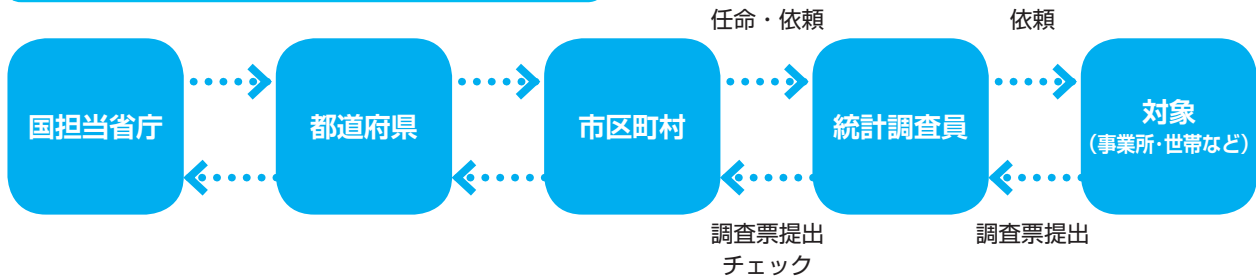 任命・依頼
依頼
国担当省庁
都道府県
市区町村
統計調査員
対象
（事業所・世帯など）
調査票提出
チェック
調査票提出